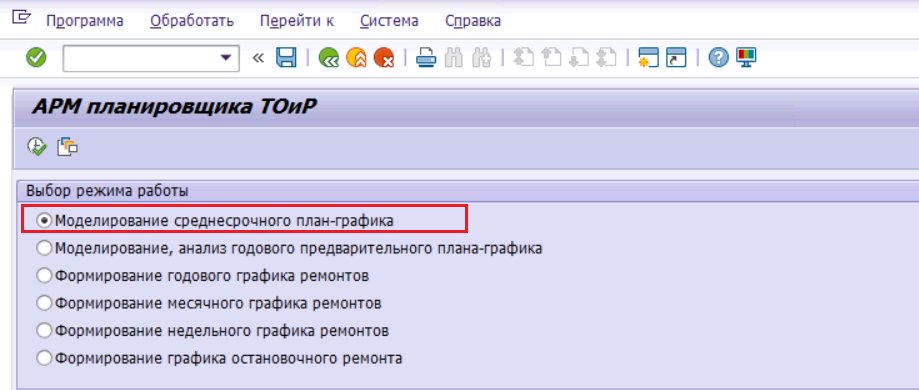 Программа Обработать Перейти к Система Справка
АРМ планировщика ТОиР
Выбор режима работы
Моделирование среднесрочного план-графика
Моделирование, анализ годового предварительного плана-графика
Формирование годового графика ремонтов
Формирование месячного графика ремонтов
Формирование недельного графика ремонтов
Формирование графика остановочного ремонта